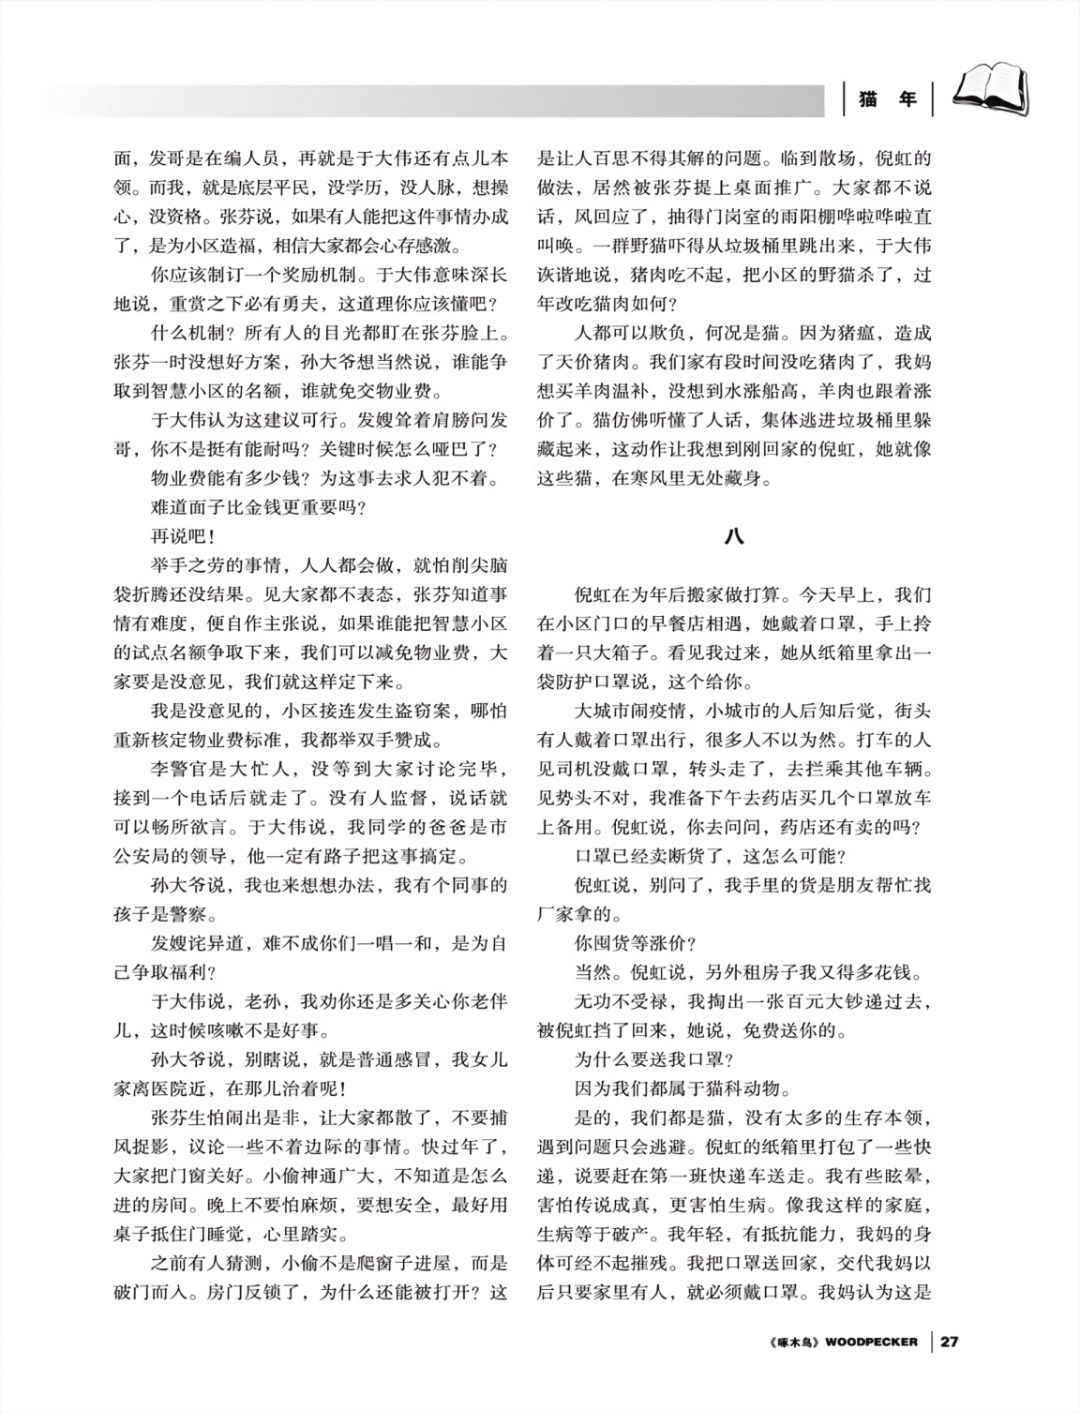 猫 年
面，发哥是在编人员，再就是于大伟还有点儿本
领。而我，就是底层平民，没学历，没人脉，想操
心，没资格。张芬说，如果有人能把这件事情办成
了，是为小区造福，相信大家都会心存感激。
你应该制订一个奖励机制。于大伟意味深长
地说，重赏之下必有勇夫，这道理你应该懂吧？
什么机制？所有人的目光都盯在张芬脸上。
张芬一时没想好方案，孙大爷想当然说，谁能争
取到智慧小区的名额，谁就免交物业费。
于大伟认为这建议可行。发嫂耸着肩膀问发
哥，你不是挺有能耐吗？关键时候怎么哑巴了？
物业费能有多少钱？为这事去求人犯不着。
难道面子比金钱更重要吗？
再说吧！
举手之劳的事情，人人都会做，就怕削尖脑
袋折腾还没结果。见大家都不表态，张芬知道事
情有难度，便自作主张说，如果谁能把智慧小区
的试点名额争取下来，我们可以减免物业费，大
家要是没意见，我们就这样定下来。
我是没意见的，小区接连发生盗窃案，哪怕
重新核定物业费标准，我都举双手赞成。
李警官是大忙人，没等到大家讨论完毕，
接到一个电话后就走了。没有人监督，说话就
可以畅所欲言。于大伟说，我同学的爸爸是市
公安局的领导，他一定有路子把这事搞定。
孙大爷说，我也来想想办法，我有个同事的
孩子是警察。
发嫂诧异道，难不成你们一唱一和，是为自
己争取福利？
于大伟说，老孙，我劝你还是多关心你老伴
儿，这时候咳嗽不是好事。
孙大爷说，别瞎说，就是普通感冒，我女儿
家离医院近，在那儿治着呢！
张芬生怕闹出是非，让大家都散了，不要捕
风捉影，议论一些不着边际的事情。快过年了，
大家把门窗关好。小偷神通广大，不知道是怎么
进的房间。晚上不要怕麻烦，要想安全，最好用
桌子抵住门睡觉，心里踏实。
之前有人猜测，小偷不是爬窗子进屋，而是
破门而入。房门反锁了，为什么还能被打开？这
是让人百思不得其解的问题。临到散场，倪虹的
做法，居然被张芬提上桌面推广。大家都不说
话，风回应了，抽得门岗室的雨阳棚哗啦哗啦直
叫唤。一群野猫吓得从垃圾桶里跳出来，于大伟
诙谐地说，猪肉吃不起，把小区的野猫杀了，过
年改吃猫肉如何？
人都可以欺负，何况是猫。因为猪瘟，造成
了天价猪肉。我们家有段时间没吃猪肉了，我妈
想买羊肉温补，没想到水涨船高，羊肉也跟着涨
价了。猫仿佛听懂了人话，集体逃进垃圾桶里躲
藏起来，这动作让我想到刚回家的倪虹，她就像
这些猫，在寒风里无处藏身。
八
倪虹在为年后搬家做打算。今天早上，我们
在小区门口的早餐店相遇，她戴着口罩，手上拎
着一只大箱子。看见我过来，她从纸箱里拿出一
袋防护口罩说，这个给你。
大城市闹疫情，小城市的人后知后觉，街头
有人戴着口罩出行，很多人不以为然。打车的人
见司机没戴口罩，转头走了，去拦乘其他车辆。
见势头不对，我准备下午去药店买几个口罩放车
上备用。倪虹说，你去问问，药店还有卖的吗？
口罩已经卖断货了，这怎么可能？
倪虹说，别问了，我手里的货是朋友帮忙找
厂家拿的。
你囤货等涨价？
当然。倪虹说，另外租房子我又得多花钱。
无功不受禄，我掏出一张百元大钞递过去，
被倪虹挡了回来，她说，免费送你的。
为什么要送我口罩？
因为我们都属于猫科动物。
是的，我们都是猫，没有太多的生存本领，
遇到问题只会逃避。倪虹的纸箱里打包了一些快
递，说要赶在第一班快递车送走。我有些眩晕，
害怕传说成真，更害怕生病。像我这样的家庭，
生病等于破产。我年轻，有抵抗能力，我妈的身
体可经不起摧残。我把口罩送回家，交代我妈以
后只要家里有人，就必须戴口罩。我妈认为这是
《啄木鸟》WOODPECKER 27